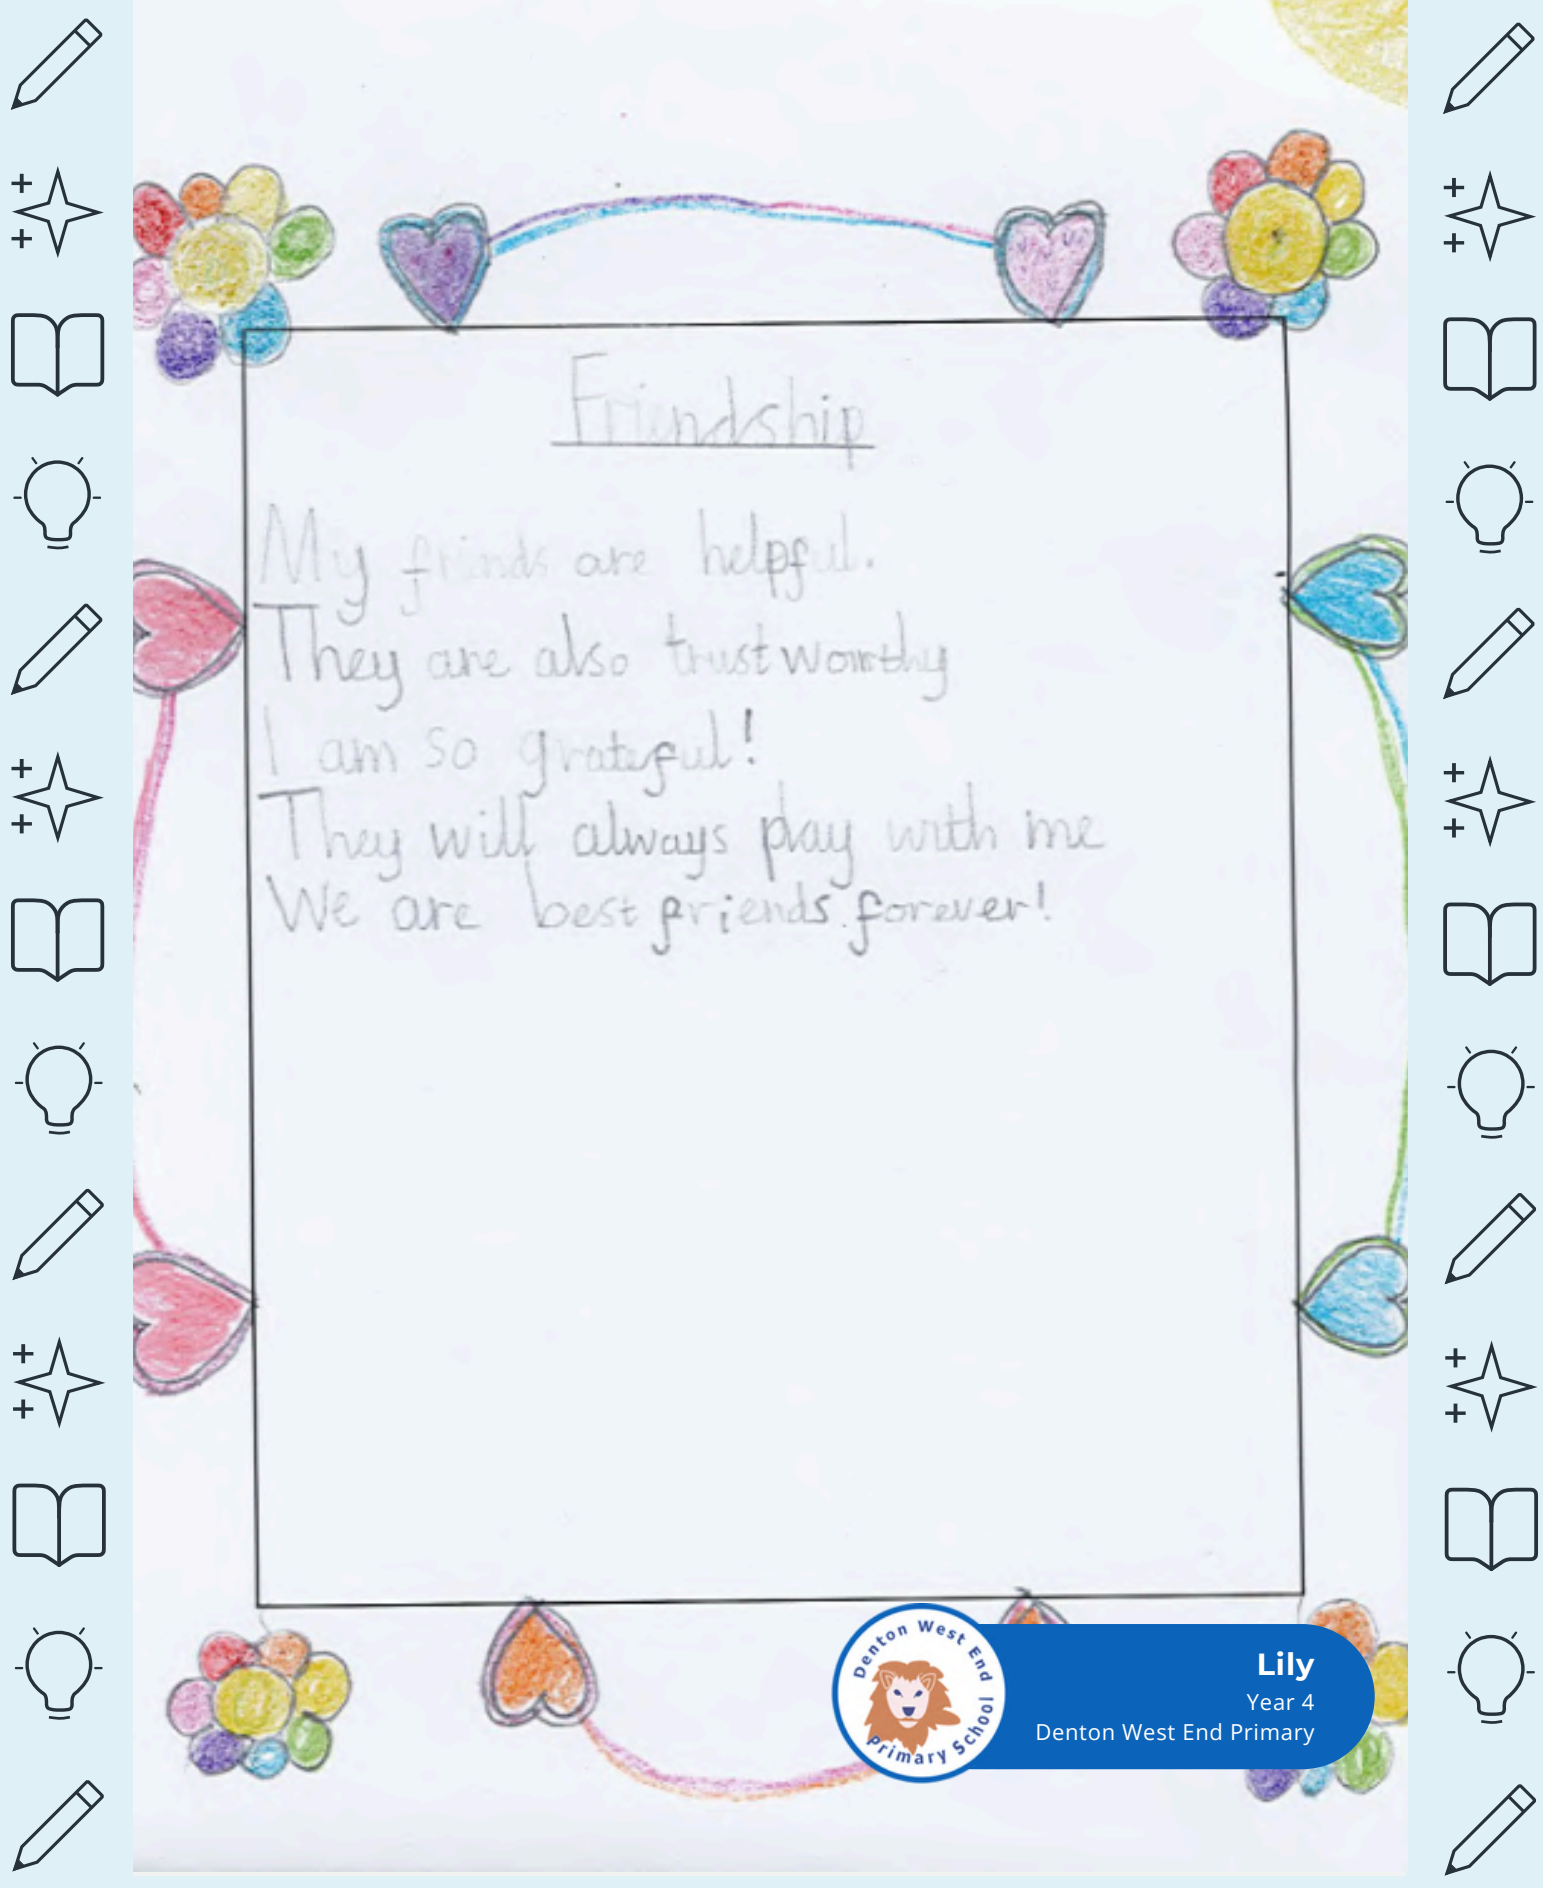 Friendship
My friends are helpful.
They are also trustworthy
I am so grateful!
They will always play with me
We are best friends forever!
Denton West End Primary School
Lily
Year 4
Denton West End Primary